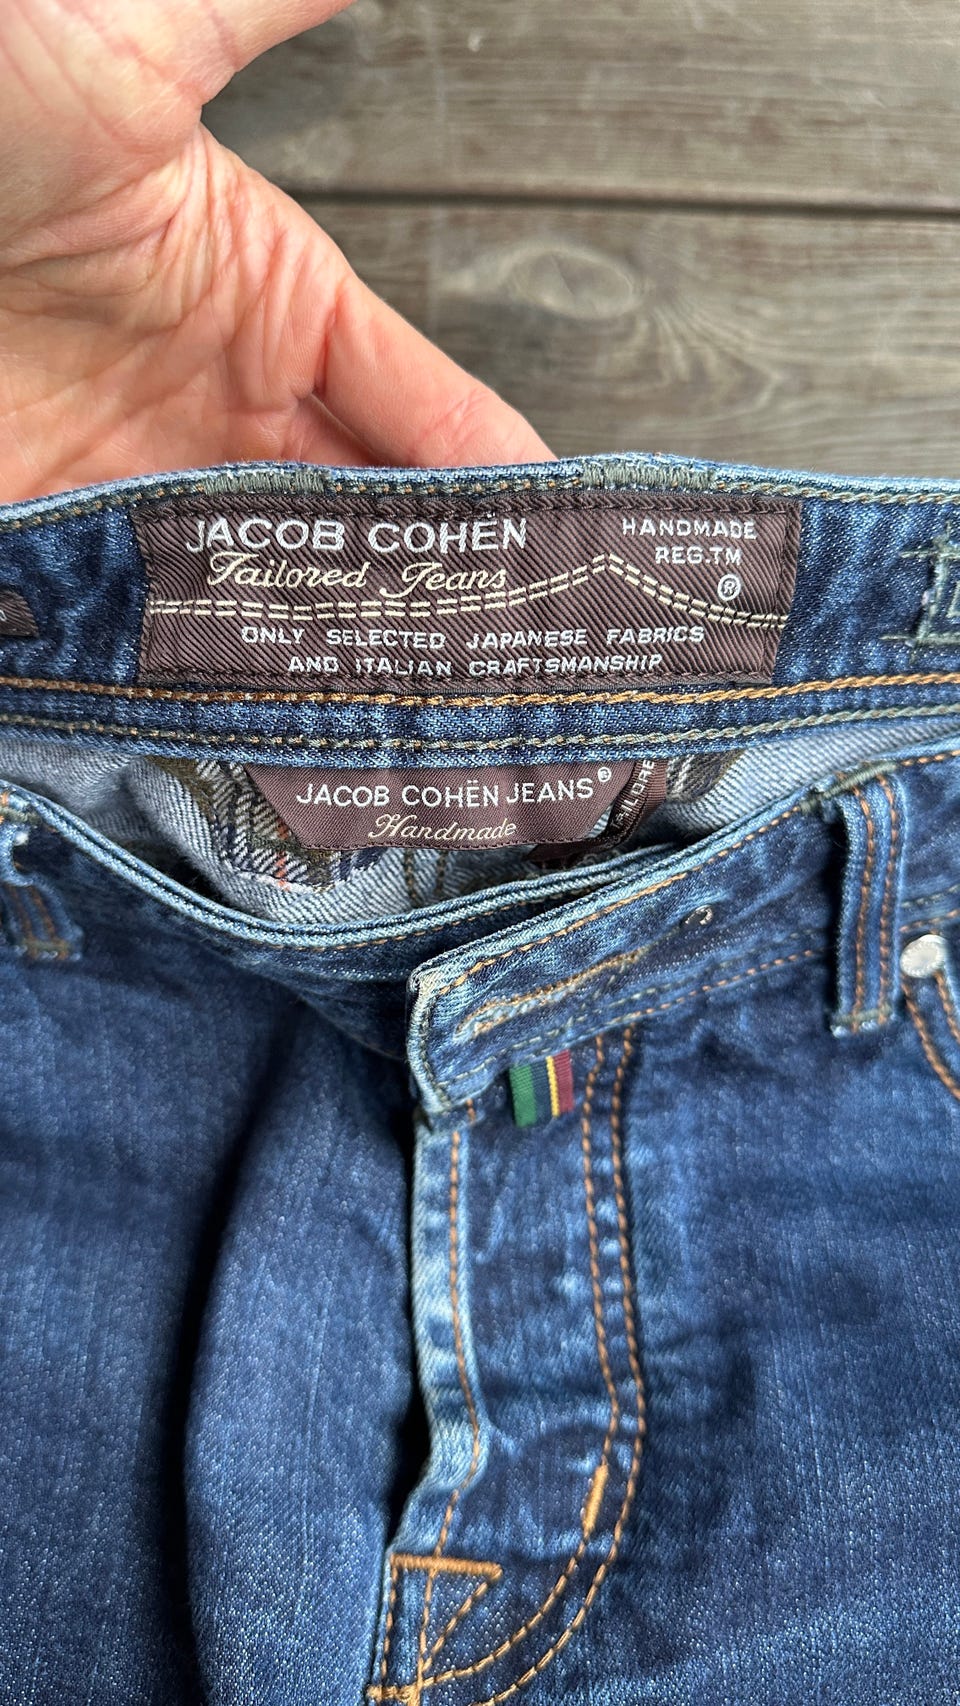 JACOB COHËN
Tailored Jeans
HANDMADE
REG.TM
®
ONLY SELECTED JAPANESE FABRICS
AND ITALIAN CRAFTSMANSHIP
JACOB COHËN JEANS®
Handmade